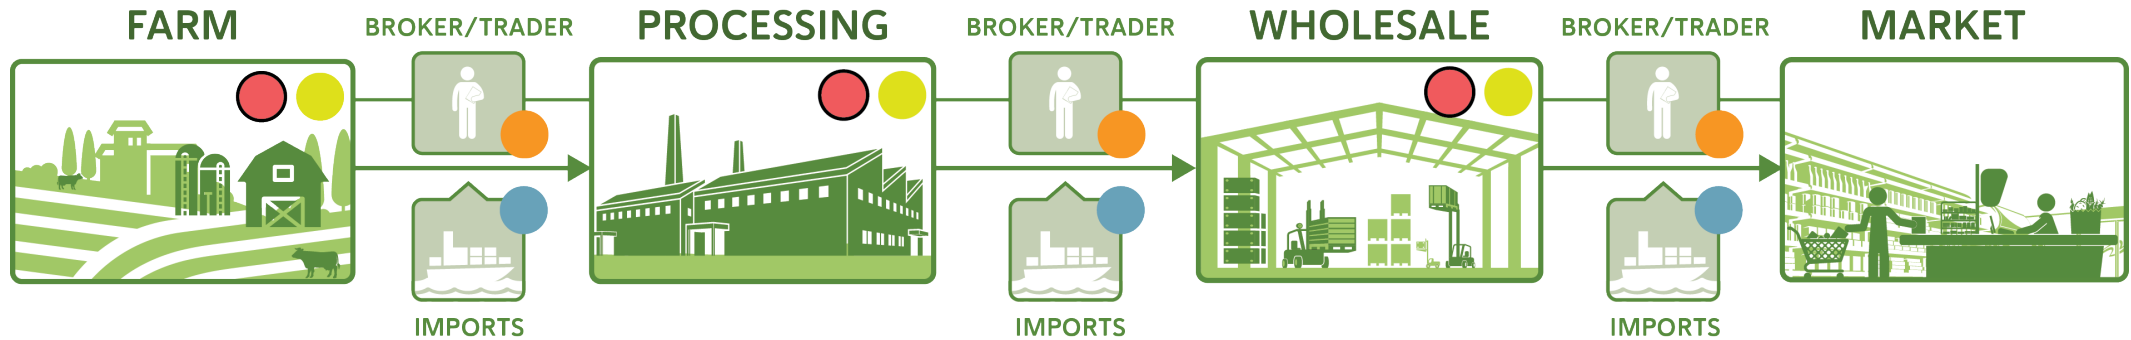 FARM
BROKER/TRADER
PROCESSING
BROKER/TRADER
WHOLESALE
BROKER/TRADER
MARKET
IMPORTS
IMPORTS
IMPORTS